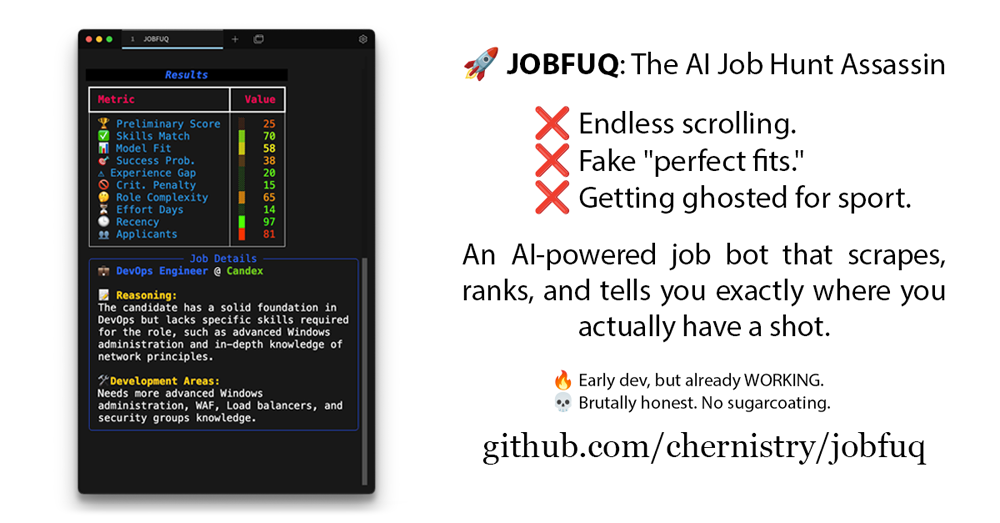 1 JOBFUQ
Results
Metric Value
🏆 Preliminary Score 25
✅ Skills Match 70
📊 Model Fit 58
🎯 Success Prob. 38
⚠ Experience Gap 20
🚫 Crit. Penalty 15
🤔 Role Complexity 65
⏳ Effort Days 14
🕒 Recency 97
👥 Applicants 81
Job Details
💼 DevOps Engineer @ Candex
📝 Reasoning:
The candidate has a solid foundation in
DevOps but lacks specific skills required
for the role, such as advanced Windows
administration and in-depth knowledge of
network principles.
🛠Development Areas:
Needs more advanced Windows
administration, WAF, Load balancers, and
security groups knowledge.
🚀 JOBFUQ: The AI Job Hunt Assassin
❌ Endless scrolling.
❌ Fake "perfect fits."
❌ Getting ghosted for sport.
An AI-powered job bot that scrapes,
ranks, and tells you exactly where you
actually have a shot.
🔥 Early dev, but already WORKING.
💀 Brutally honest. No sugarcoating.
github.com/chernistry/jobfuq